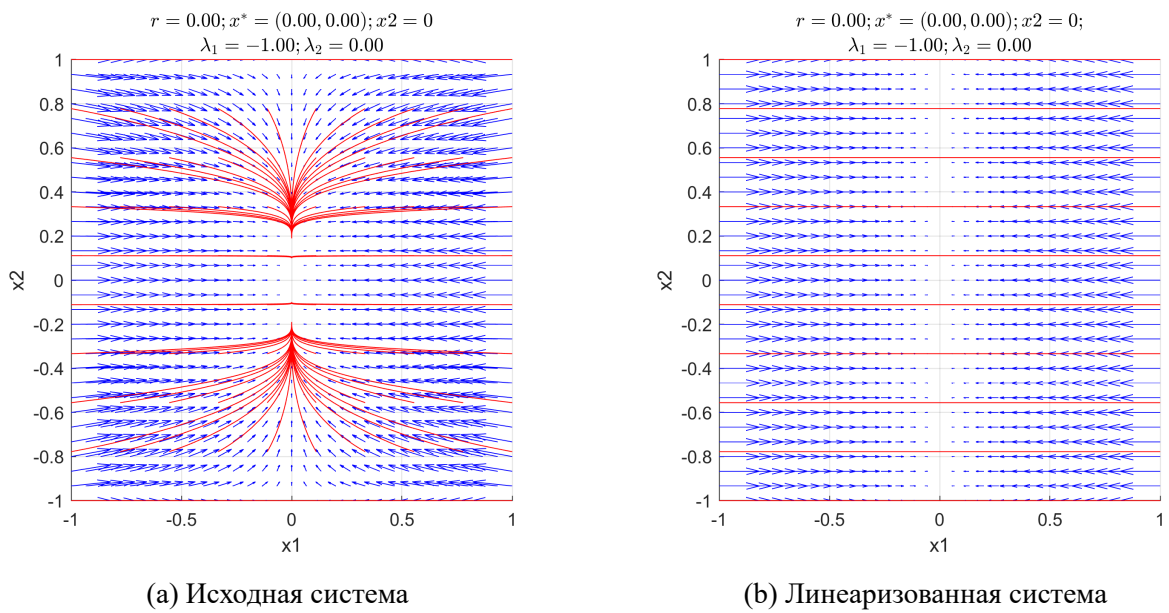 r = 0.00; x* = (0.00, 0.00); x2 = 0
λ₁ = −1.00; λ₂ = 0.00
1
0.8
0.6
0.4
0.2
0
-0.2
-0.4
-0.6
-0.8
-1
x2
-1 -0.5 0 0.5 1
x1
(a) Исходная система
r = 0.00; x* = (0.00, 0.00); x2 = 0;
λ₁ = −1.00; λ₂ = 0.00
1
0.8
0.6
0.4
0.2
0
-0.2
-0.4
-0.6
-0.8
-1
x2
-1 -0.5 0 0.5 1
x1
(b) Линеаризованная система